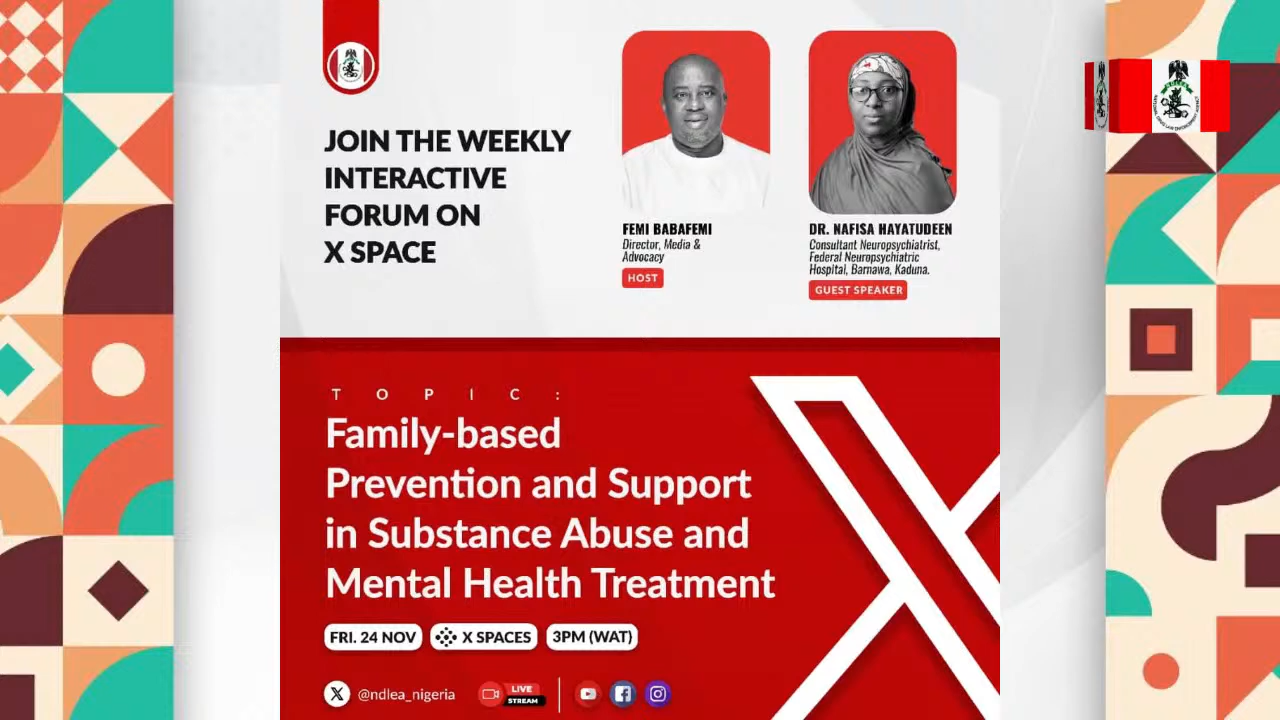 JOIN THE WEEKLY
INTERACTIVE
FORUM ON
X SPACE
FEMI BABAFEMI
Director, Media &
Advocacy
HOST
DR. NAFISA HAYATUDEEN
Consultant Neuropsychiatrist,
Federal Neuropsychiatric
Hospital, Barnawa, Kaduna.
GUEST SPEAKER
TOPIC:
Family-based
Prevention and Support
in Substance Abuse and
Mental Health Treatment
FRI. 24 NOV
X SPACES
3PM (WAT)
@ndlea_nigeria
LIVE
STREAM